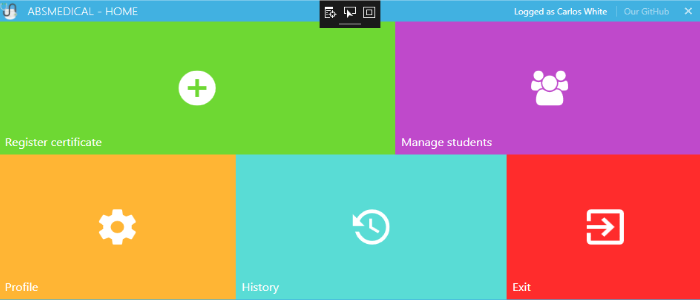 ABSMEDICAL - HOME
Logged as Carlos White
Our GitHub
Register certificate
Manage students
Profile
History
Exit